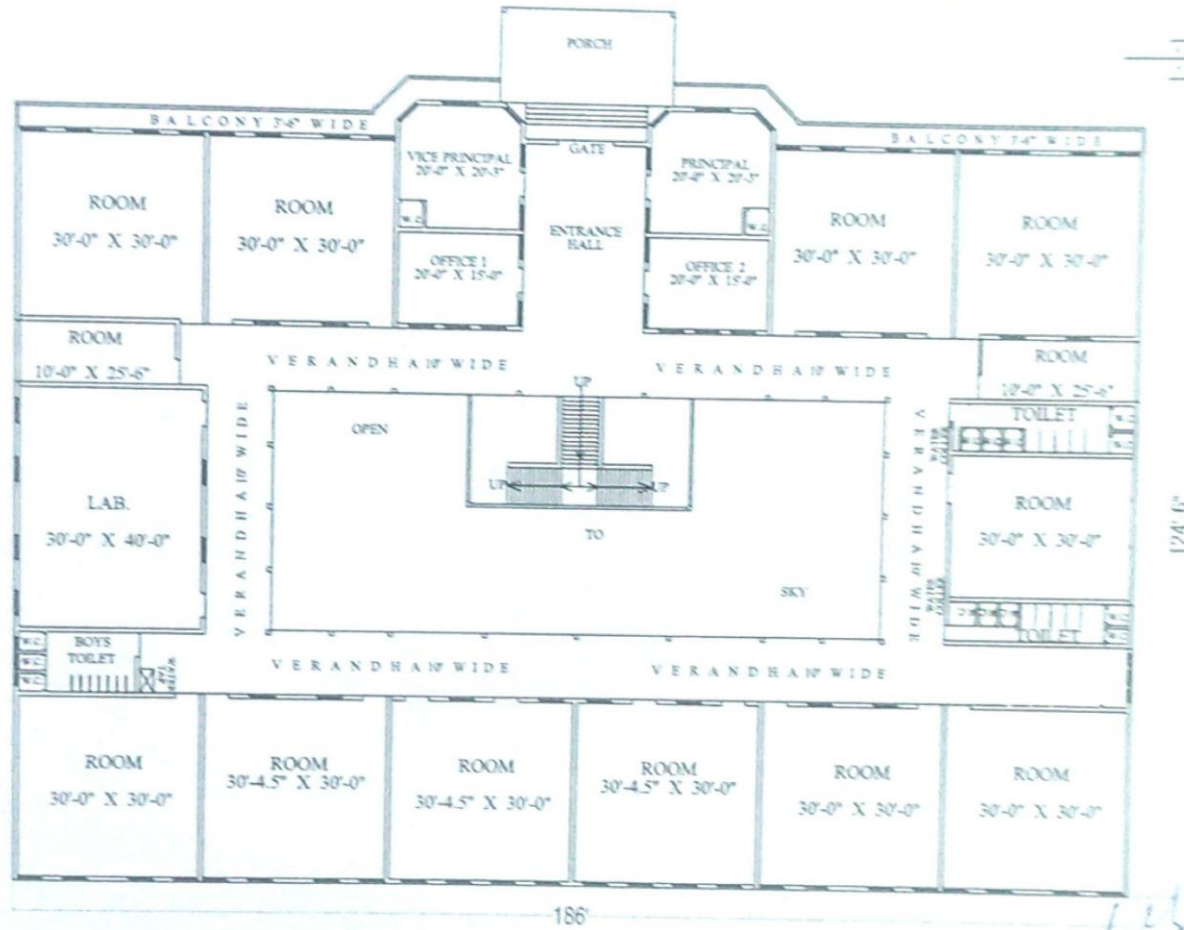 PORCH
BALCONY 3'-6" WIDE
BALCONY 3'-6" WIDE
GATE
VICE PRINCIPAL
20'-0" X 20'-3"
PRINCIPAL
20'-0" X 20'-3"
W.C
W.C
ROOM
30'-0" X 30'-0"
ROOM
30'-0" X 30'-0"
ENTRANCE
HALL
ROOM
30'-0" X 30'-0"
ROOM
30'-0" X 30'-0"
OFFICE 1
20'-0" X 15'-0"
OFFICE 2
20'-0" X 15'-0"
ROOM
10'-0" X 25'-6"
VERANDHA 10' WIDE
VERANDHA 10' WIDE
ROOM
10'-0" X 25'-6"
UP
OPEN
VERANDHA 10' WIDE
VERANDHA 10' WIDE
TOILET
W.C
W.C
UP
UP
LAB.
30'-0" X 40'-0"
TO
SKY
ROOM
30'-0" X 30'-0"
124'-6"
W.C
W.C
W.C
BOYS
TOILET
WATER
TAP
TOILET
W.C
W.C
VERANDHA 10' WIDE
VERANDHA 10' WIDE
ROOM
30'-0" X 30'-0"
ROOM
30'-4.5" X 30'-0"
ROOM
30'-4.5" X 30'-0"
ROOM
30'-4.5" X 30'-0"
ROOM
30'-0" X 30'-0"
ROOM
30'-0" X 30'-0"
186'